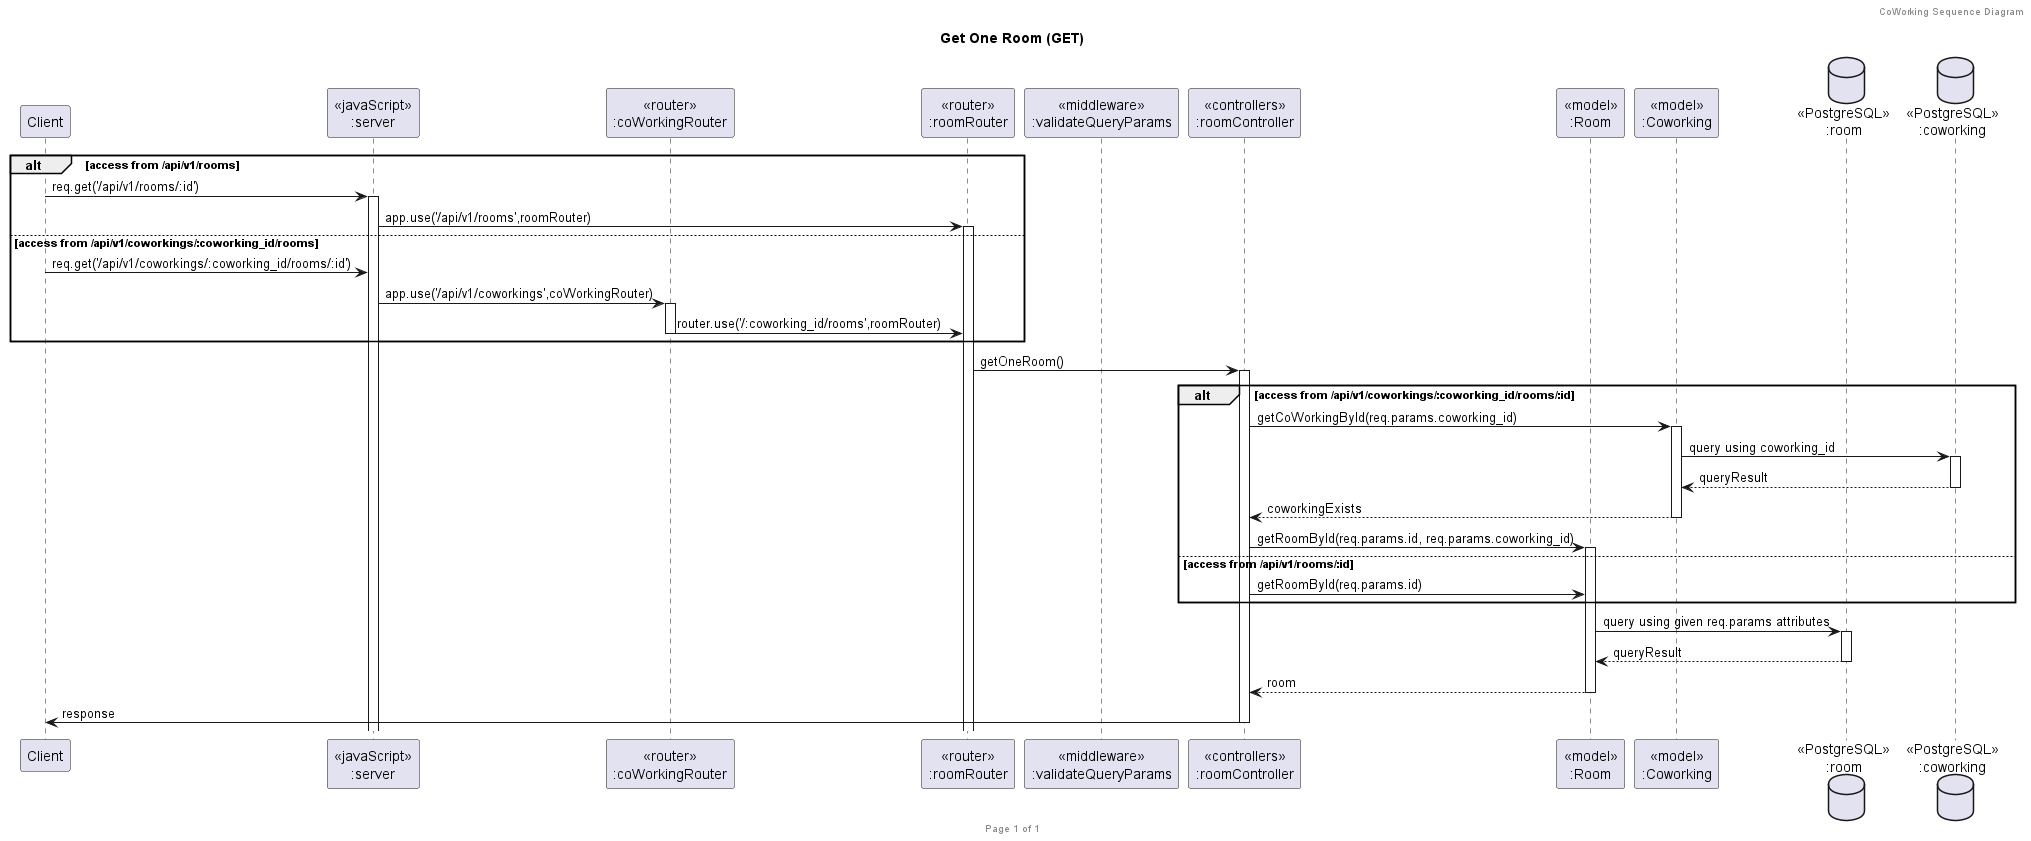 CoWorking Sequence Diagram
Get One Room (GET)
Client
«javaScript»
:server
«router»
:coWorkingRouter
«router»
:roomRouter
«middleware»
:validateQueryParams
«controllers»
:roomController
«model»
:Room
«model»
:Coworking
«PostgreSQL»
:room
«PostgreSQL»
:coworking
alt [access from /api/v1/rooms]
req.get('/api/v1/rooms/:id')
app.use('/api/v1/rooms',roomRouter)
[access from /api/v1/coworkings/:coworking_id/rooms]
req.get('/api/v1/coworkings/:coworking_id/rooms/:id')
app.use('/api/v1/coworkings',coWorkingRouter)
router.use('/:coworking_id/rooms',roomRouter)
getOneRoom()
alt [access from /api/v1/coworkings/:coworking_id/rooms/:id]
getCoWorkingById(req.params.coworking_id)
query using coworking_id
queryResult
coworkingExists
getRoomById(req.params.id, req.params.coworking_id)
[access from /api/v1/rooms/:id]
getRoomById(req.params.id)
query using given req.params attributes
queryResult
room
response
Client
«javaScript»
:server
«router»
:coWorkingRouter
«router»
:roomRouter
«middleware»
:validateQueryParams
«controllers»
:roomController
«model»
:Room
«model»
:Coworking
«PostgreSQL»
:room
«PostgreSQL»
:coworking
Page 1 of 1